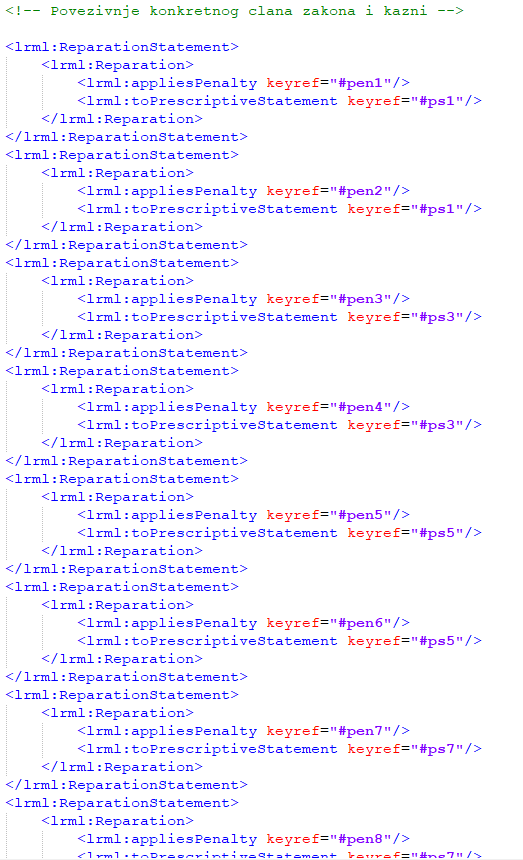 <!-- Povezivnje konkretnog clana zakona i kazni -->
<lrml:ReparationStatement>
<lrml:Reparation>
<lrml:appliesPenalty keyref="#pen1"/>
<lrml:toPrescriptiveStatement keyref="#ps1"/>
</lrml:Reparation>
</lrml:ReparationStatement>
<lrml:ReparationStatement>
<lrml:Reparation>
<lrml:appliesPenalty keyref="#pen2"/>
<lrml:toPrescriptiveStatement keyref="#ps1"/>
</lrml:Reparation>
</lrml:ReparationStatement>
<lrml:ReparationStatement>
<lrml:Reparation>
<lrml:appliesPenalty keyref="#pen3"/>
<lrml:toPrescriptiveStatement keyref="#ps3"/>
</lrml:Reparation>
</lrml:ReparationStatement>
<lrml:ReparationStatement>
<lrml:Reparation>
<lrml:appliesPenalty keyref="#pen4"/>
<lrml:toPrescriptiveStatement keyref="#ps3"/>
</lrml:Reparation>
</lrml:ReparationStatement>
<lrml:ReparationStatement>
<lrml:Reparation>
<lrml:appliesPenalty keyref="#pen5"/>
<lrml:toPrescriptiveStatement keyref="#ps5"/>
</lrml:Reparation>
</lrml:ReparationStatement>
<lrml:ReparationStatement>
<lrml:Reparation>
<lrml:appliesPenalty keyref="#pen6"/>
<lrml:toPrescriptiveStatement keyref="#ps5"/>
</lrml:Reparation>
</lrml:ReparationStatement>
<lrml:ReparationStatement>
<lrml:Reparation>
<lrml:appliesPenalty keyref="#pen7"/>
<lrml:toPrescriptiveStatement keyref="#ps7"/>
</lrml:Reparation>
</lrml:ReparationStatement>
<lrml:ReparationStatement>
<lrml:Reparation>
<lrml:appliesPenalty keyref="#pen8"/>
<lrml:toPrescriptiveStatement keyref="#ps7"/>